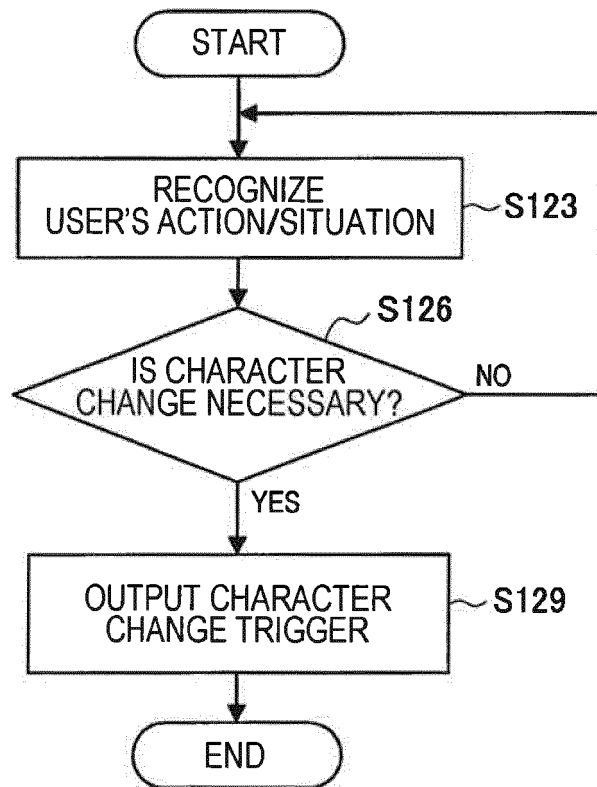 START
RECOGNIZE
USER'S ACTION/SITUATION
S123
S126
IS CHARACTER
CHANGE NECESSARY?
NO
YES
OUTPUT CHARACTER
CHANGE TRIGGER
S129
END